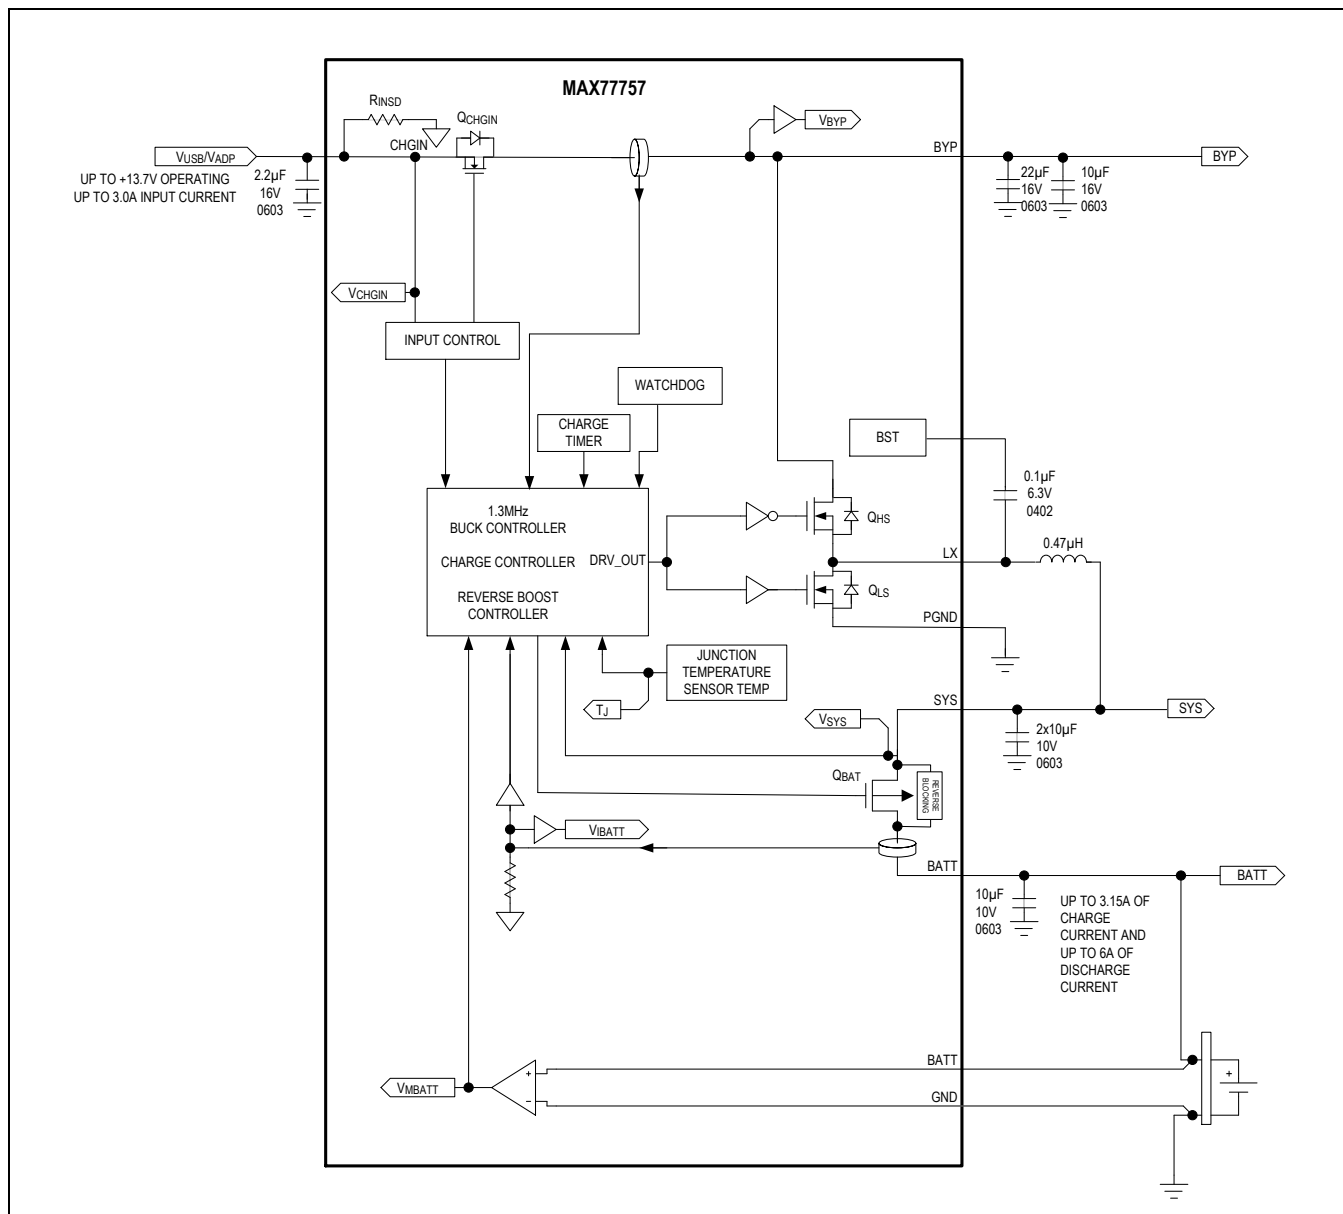 MAX77757
RINSD
QCHGIN
CHGIN
VBYP
BYP
BYP
VUSB/VADP
UP TO +13.7V OPERATING
UP TO 3.0A INPUT CURRENT
2.2µF
16V
0603
22µF
16V
0603
10µF
16V
0603
VCHGIN
INPUT CONTROL
WATCHDOG
CHARGE
TIMER
BST
0.1µF
6.3V
0402
1.3MHz
BUCK CONTROLLER
CHARGE CONTROLLER
REVERSE BOOST
CONTROLLER
DRV_OUT
QHS
LX
0.47µH
QLS
PGND
JUNCTION
TEMPERATURE
SENSOR TEMP
TJ
SYS
SYS
VSYS
2x10µF
10V
0603
QBAT
REVERSE
BLOCKING
VIBATT
BATT
BATT
10µF
10V
0603
UP TO 3.15A OF
CHARGE
CURRENT AND
UP TO 6A OF
DISCHARGE
CURRENT
BATT
VMBATT
+
−
GND
+